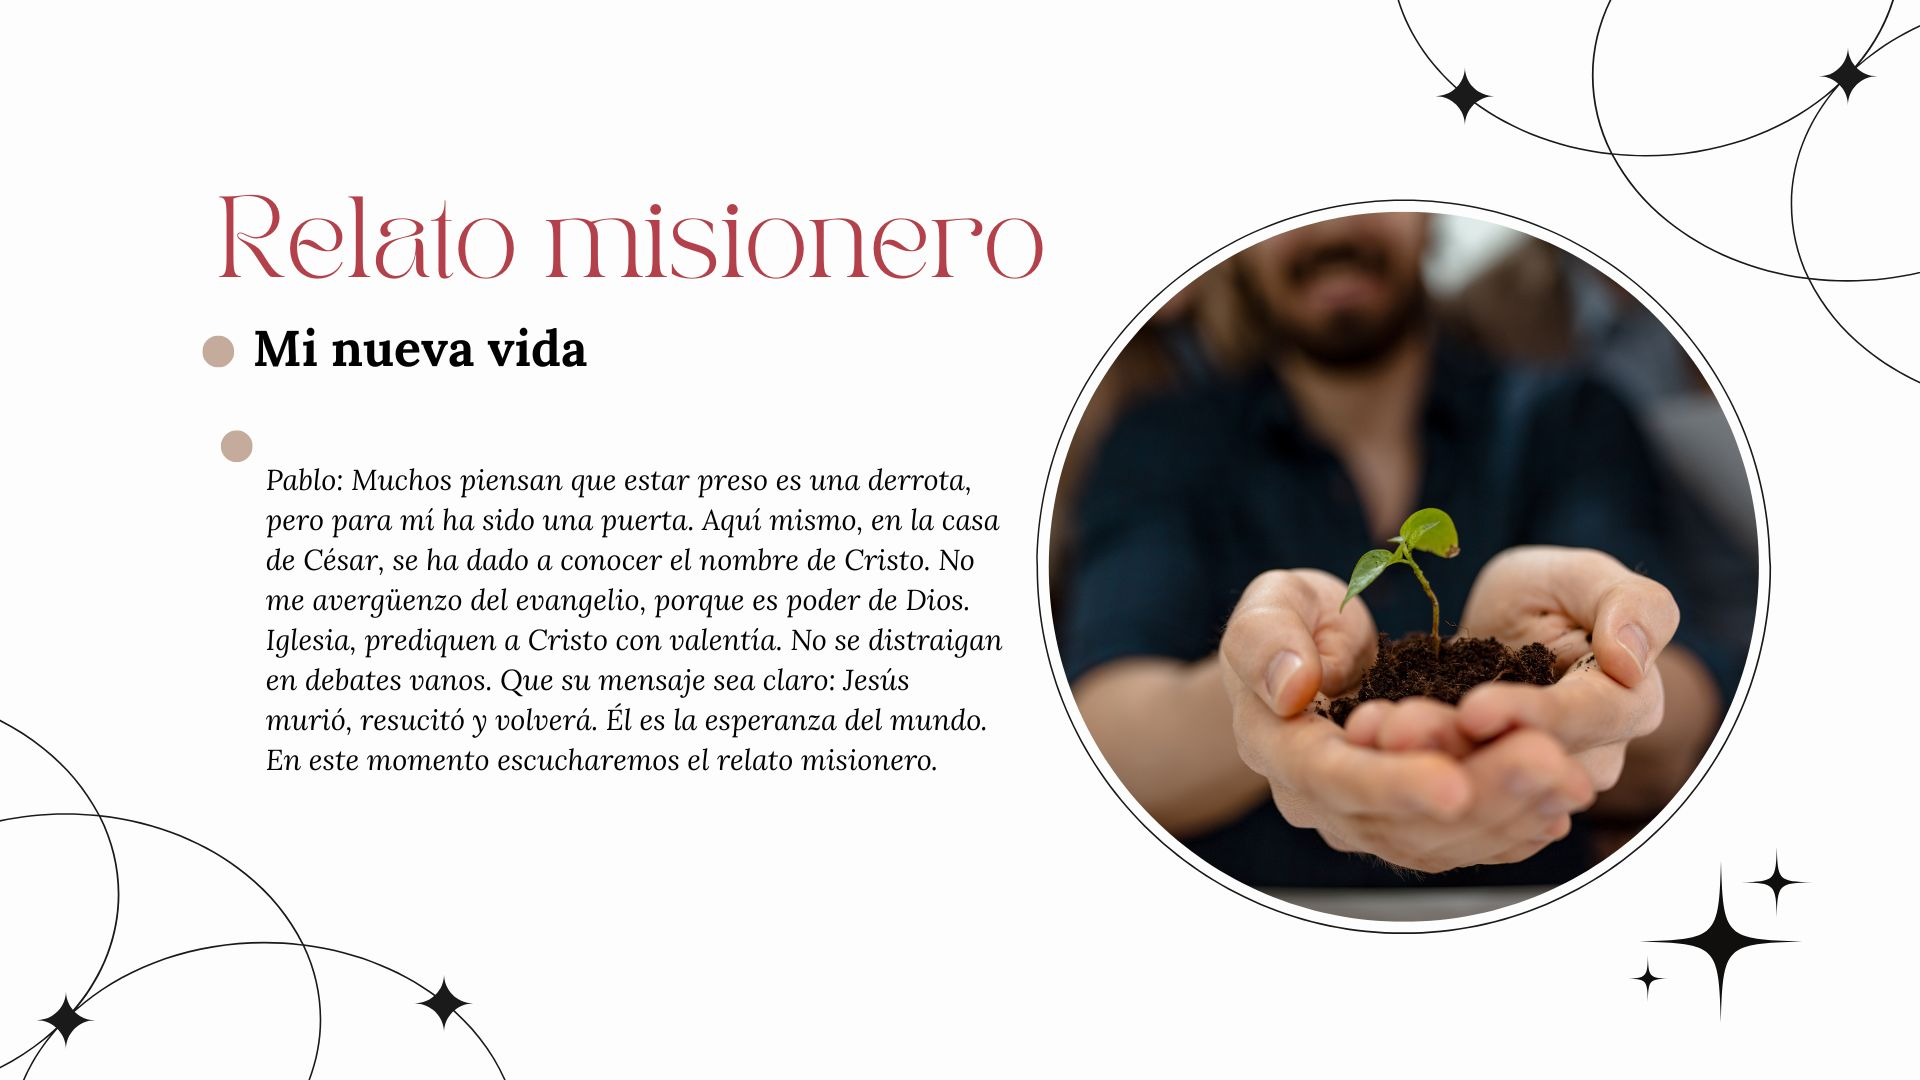 Relato misionero
Mi nueva vida
Pablo: Muchos piensan que estar preso es una derrota,
pero para mí ha sido una puerta. Aquí mismo, en la casa
de César, se ha dado a conocer el nombre de Cristo. No
me avergüenzo del evangelio, porque es poder de Dios.
Iglesia, prediquen a Cristo con valentía. No se distraigan
en debates vanos. Que su mensaje sea claro: Jesús
murió, resucitó y volverá. Él es la esperanza del mundo.
En este momento escucharemos el relato misionero.